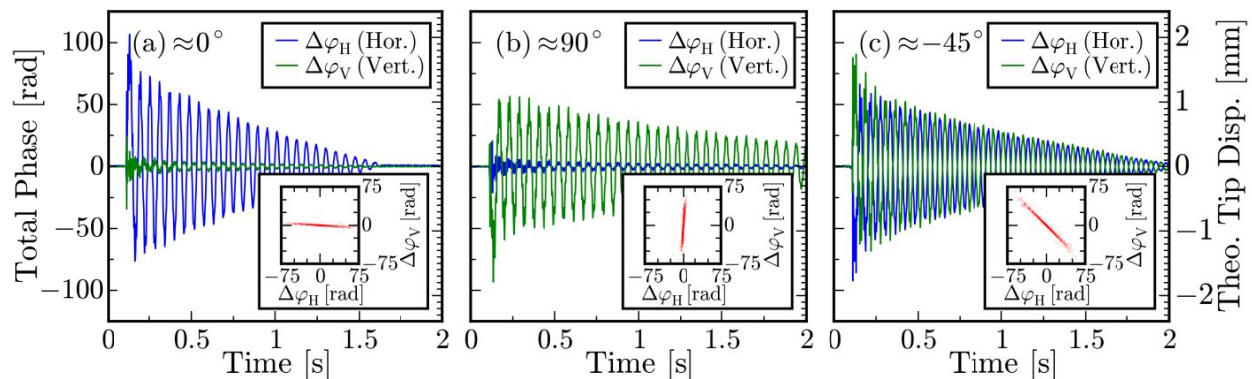 (a) ≈0°
Δφ_H (Hor.)
Δφ_V (Vert.)
Total Phase [rad]
100
50
0
−50
−100
75
0
−75
Δφ_V [rad]
−75 0 75
Δφ_H [rad]
0 0.5 1 1.5 2
Time [s]
(b) ≈90°
Δφ_H (Hor.)
Δφ_V (Vert.)
75
0
−75
Δφ_V [rad]
−75 0 75
Δφ_H [rad]
0 0.5 1 1.5 2
Time [s]
(c) ≈−45°
Δφ_H (Hor.)
Δφ_V (Vert.)
75
0
−75
Δφ_V [rad]
−75 0 75
Δφ_H [rad]
0 0.5 1 1.5 2
Time [s]
2
1
0
−1
−2
Theo. Tip Disp. [mm]